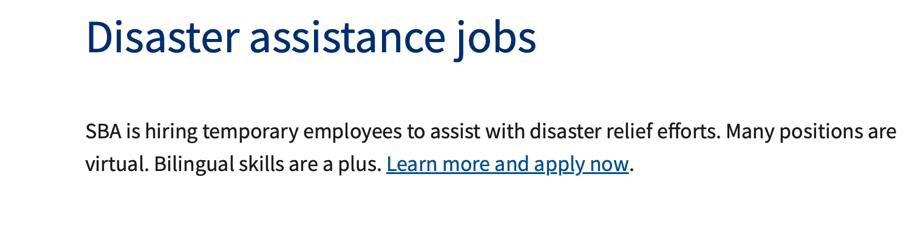 Disaster assistance jobs
SBA is hiring temporary employees to assist with disaster relief efforts. Many positions are
virtual. Bilingual skills are a plus. Learn more and apply now.